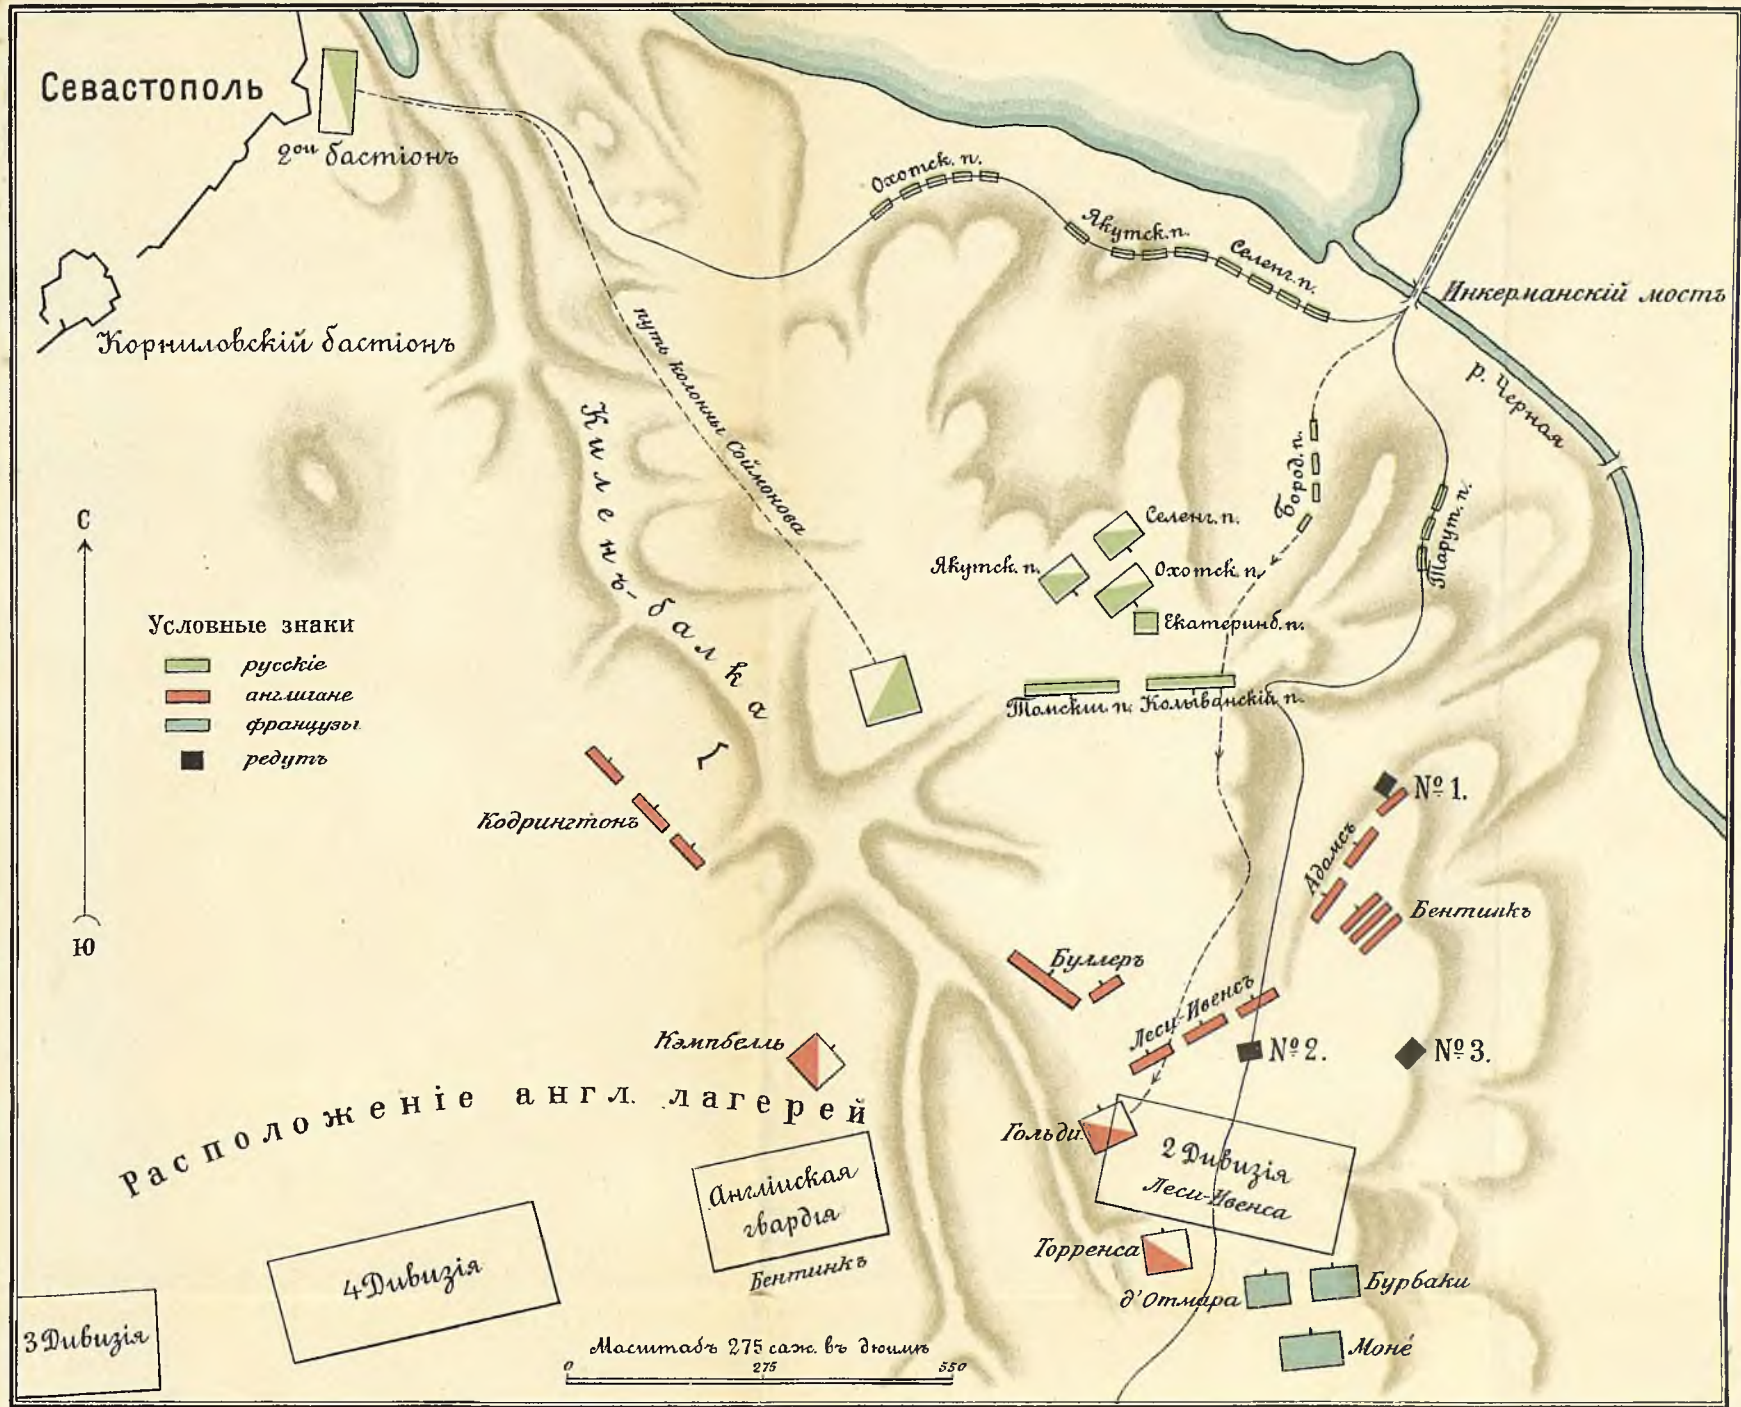 Севастополь
2ой бастіонъ
Корниловскій бастіонъ
Охотск. п.
Якутск. п.
Селенг. п.
Инкерманскій мостъ
р. Черная
путь колонны Соймонова
Киленъ-балка
Бород. п.
Тарут. п.
Селенг. п.
Якутск. п.
Охотск. п.
Екатеринб. п.
Томскій п.
Колыванскій п.
С
Ю
Условные знаки
русскіе
англичане
французы
редутъ
Кодрингтонъ
№ 1.
Адамсъ
Бентинкъ
Буллеръ
Леси-Ивенсъ
№ 2.
№ 3.
Кэмпбелль
Расположеніе англ. лагерей
Гольди
2 Дивизія
Леси-Ивенса
Англійская
гвардія
Бентинкъ
4 Дивизія
3 Дивизія
Торренса
д'Отмара
Бурбаки
Моне́
Масштабъ 275 саж. въ дюймѣ
0 275 550